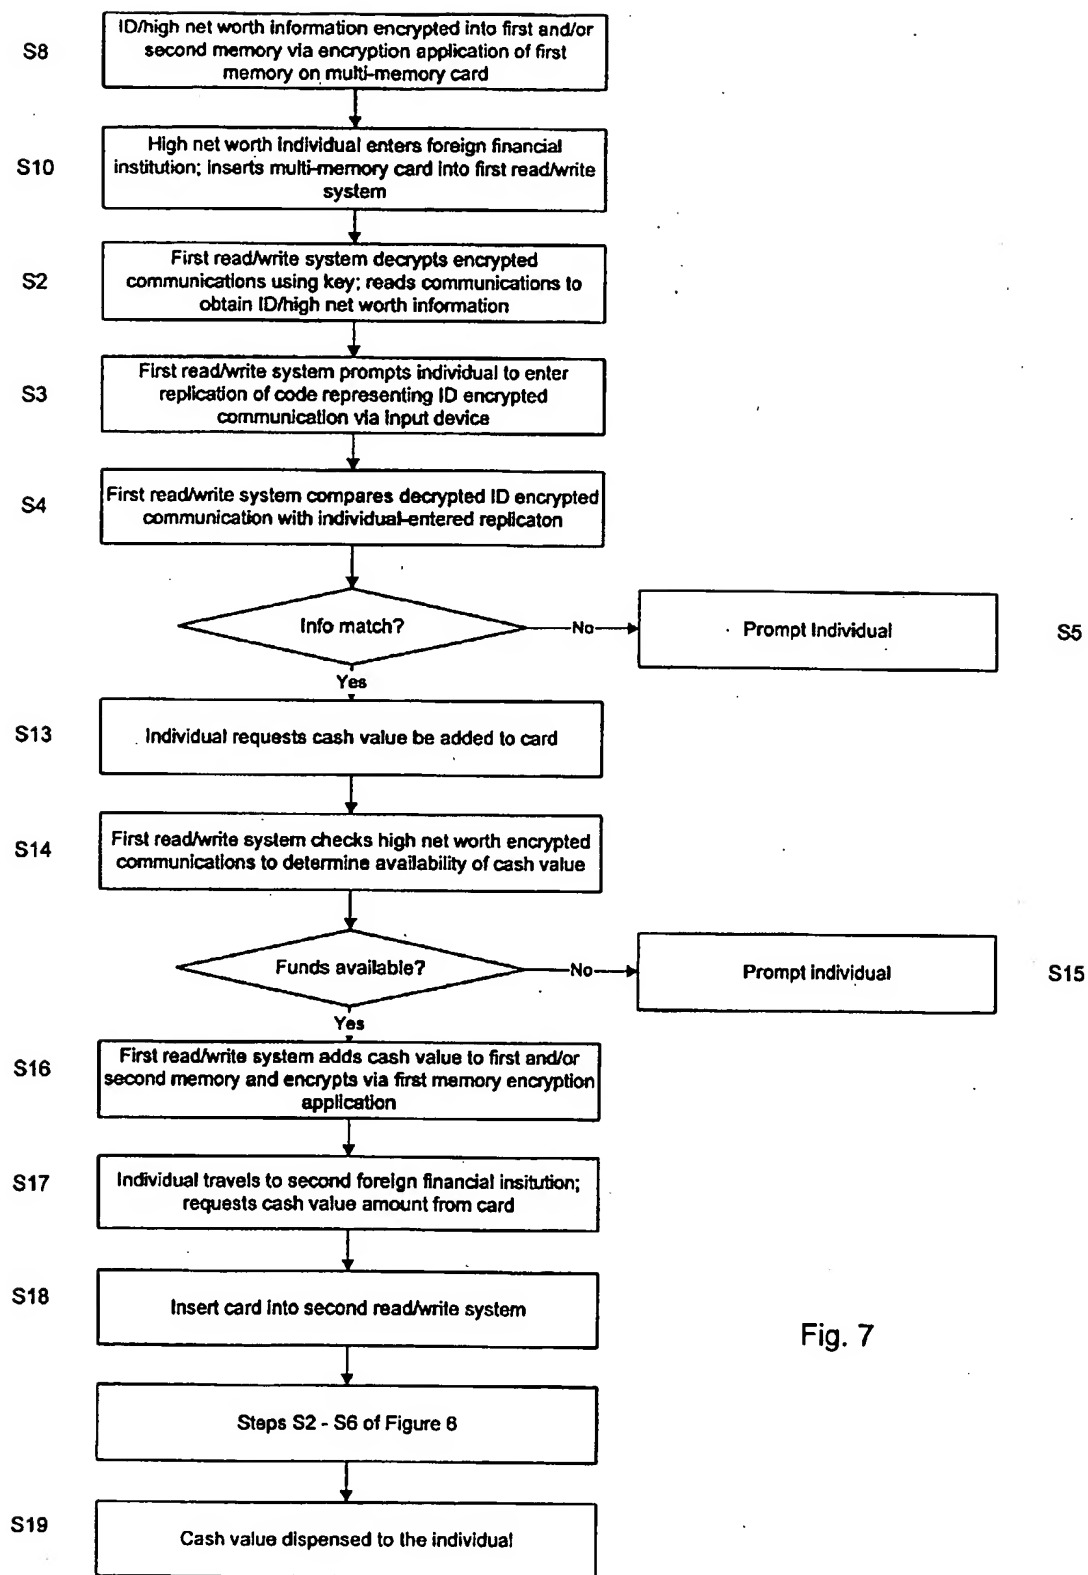 S8
ID/high net worth information encrypted into first and/or
second memory via encryption application of first
memory on multi-memory card
S10
High net worth individual enters foreign financial
institution; inserts multi-memory card into first read/write
system
S2
First read/write system decrypts encrypted
communications using key; reads communications to
obtain ID/high net worth information
S3
First read/write system prompts individual to enter
replication of code representing ID encrypted
communication via input device
S4
First read/write system compares decrypted ID encrypted
communication with individual-entered replicaton
Info match?
No
Prompt Individual
S5
Yes
S13
Individual requests cash value be added to card
S14
First read/write system checks high net worth encrypted
communications to determine availability of cash value
Funds available?
No
Prompt individual
S15
Yes
S16
First read/write system adds cash value to first and/or
second memory and encrypts via first memory encryption
application
S17
Individual travels to second foreign financial insitution;
requests cash value amount from card
S18
Insert card into second read/write system
Fig. 7
Steps S2 - S6 of Figure 6
S19
Cash value dispensed to the individual